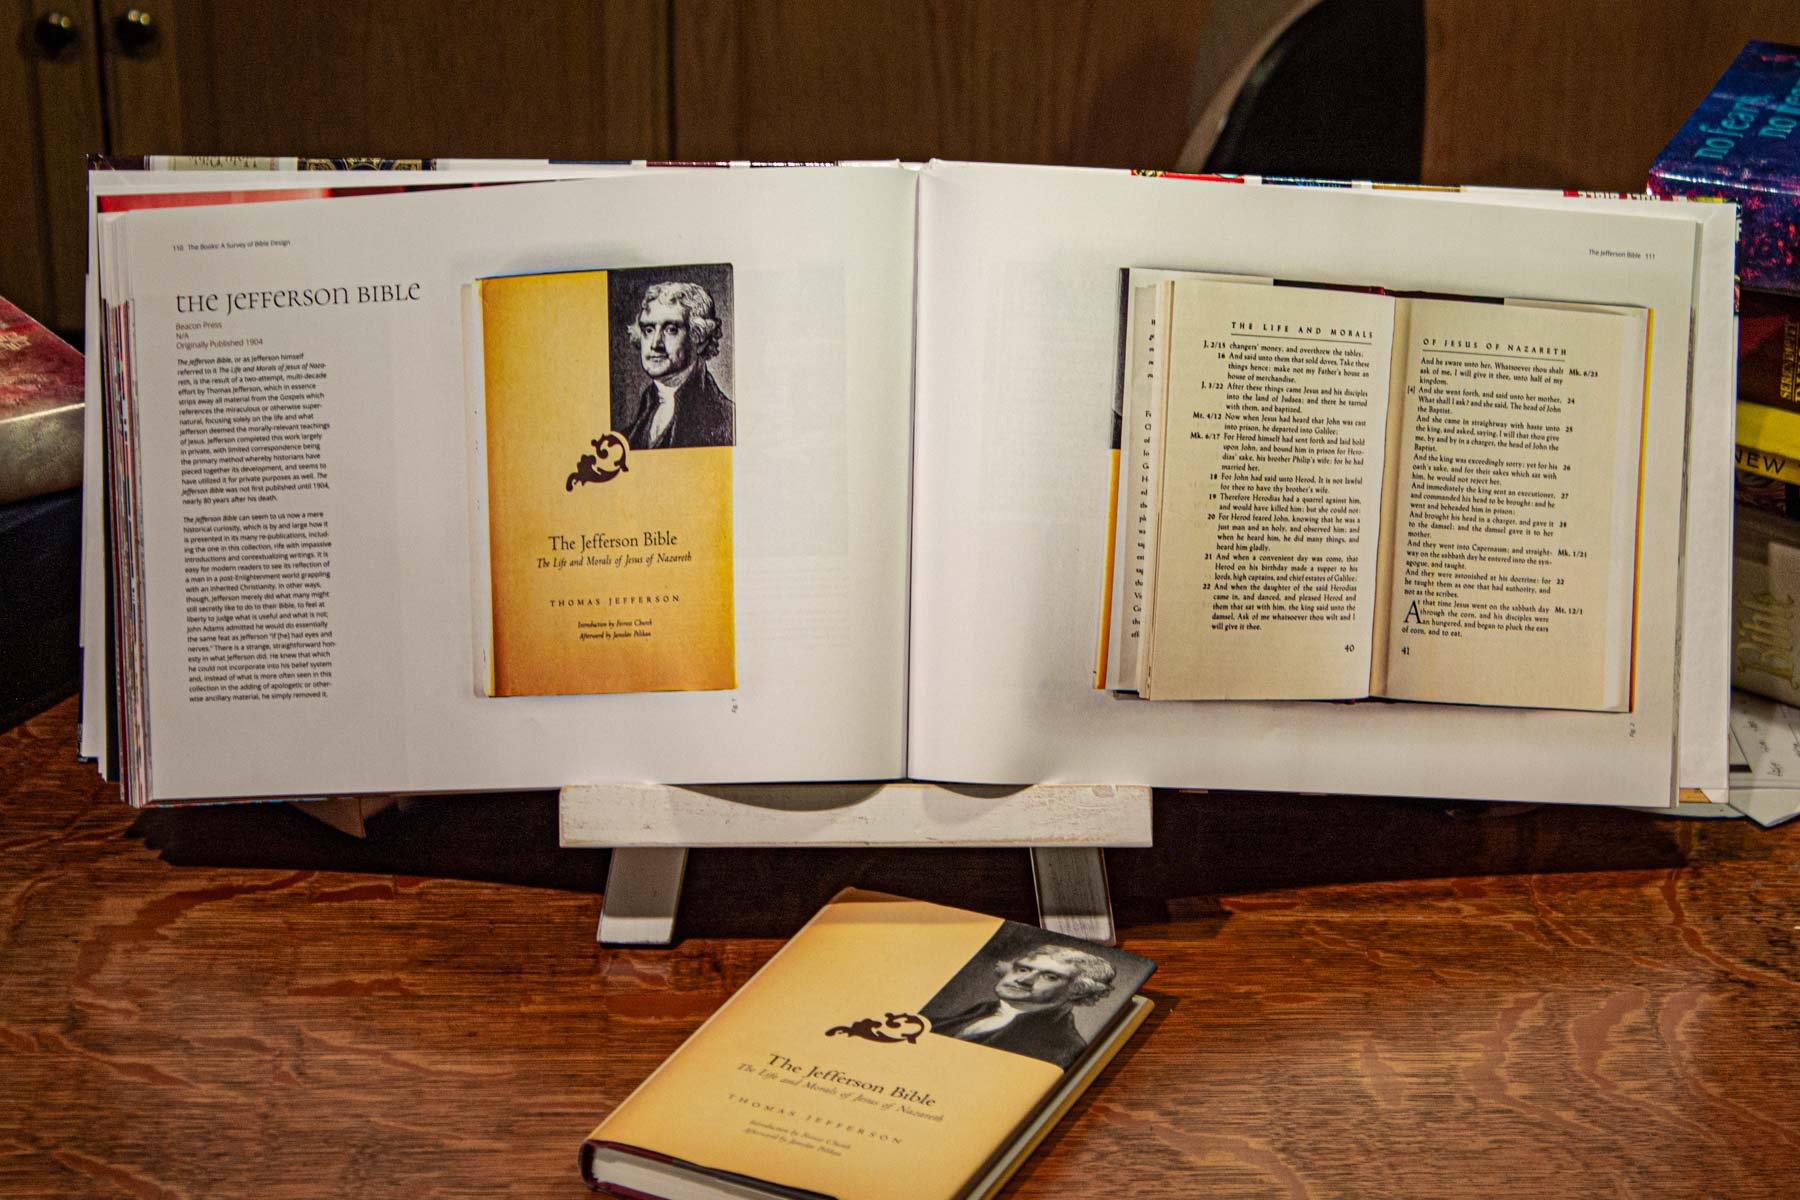 110 The Books: A Survey of Bible Design
THE JEFFERSON BIBLE
Beacon Press
N/A
Originally Published 1904
The Jefferson Bible, or as Jefferson himself
referred to it The Life and Morals of Jesus of Naza-
reth, is the result of a two-attempt, multi-decade
effort by Thomas Jefferson, which in essence
strips away all material from the Gospels which
references the miraculous or otherwise super-
natural, focusing solely on the life and what
Jefferson deemed the morally-relevant teachings
of Jesus. Jefferson completed this work largely
in private, with limited correspondence being
the primary method whereby historians have
pieced together its development, and seems to
have utilized it for private purposes as well. The
Jefferson Bible was not first published until 1904,
nearly 80 years after his death.
The Jefferson Bible can seem to us now a mere
historical curiosity, which is by and large how it
is presented in its many re-publications, includ-
ing the one in this collection, rife with impassive
introductions and contextualizing writings. It is
easy for modern readers to see its reflection of
a man in a post-Enlightenment world grappling
with an inherited Christianity. In other ways,
though, Jefferson merely did what many might
still secretly like to do to their Bible, to feel at
liberty to judge what is useful and what is not;
John Adams admitted he would do essentially
the same feat as Jefferson "if [he] had eyes and
nerves." There is a strange, straightforward hon-
esty in what Jefferson did. He knew that which
he could not incorporate into his belief system
and, instead of what is more often seen in this
collection in the adding of apologetic or other-
wise ancillary material, he simply removed it.
The Jefferson Bible
The Life and Morals of Jesus of Nazareth
THOMAS JEFFERSON
Introduction by Forrest Church
Afterword by Jaroslav Pelikan
Fig. 1
The Jefferson Bible 111
THE LIFE AND MORALS
J. 2/15 changers' money, and overthrew the tables;
16 And said unto them that sold doves, Take these
things hence; make not my Father's house an
house of merchandise.
J. 3/22 After these things came Jesus and his disciples
into the land of Judaea; and there he tarried
with them, and baptized.
Mt. 4/12 Now when Jesus had heard that John was cast
into prison, he departed into Galilee;
Mk. 6/17 For Herod himself had sent forth and laid hold
upon John, and bound him in prison for Hero-
dias' sake, his brother Philip's wife: for he had
married her.
18 For John had said unto Herod, It is not lawful
for thee to have thy brother's wife.
19 Therefore Herodias had a quarrel against him,
and would have killed him; but she could not:
20 For Herod feared John, knowing that he was a
just man and an holy, and observed him; and
when he heard him, he did many things, and
heard him gladly.
21 And when a convenient day was come, that
Herod on his birthday made a supper to his
lords, high captains, and chief estates of Galilee;
22 And when the daughter of the said Herodias
came in, and danced, and pleased Herod and
them that sat with him, the king said unto the
damsel, Ask of me whatsoever thou wilt and I
will give it thee.
40
OF JESUS OF NAZARETH
And he sware unto her, Whatsoever thou shalt Mk. 6/23
ask of me, I will give it thee, unto half of my
kingdom.
[4] And she went forth, and said unto her mother, 24
What shall I ask? and she said, The head of John
the Baptist.
And she came in straightway with haste unto 25
the king, and asked, saying, I will that thou give
me, by and by in a charger, the head of John the
Baptist.
And the king was exceedingly sorry; yet for his 26
oath's sake, and for their sakes which sat with
him, he would not reject her.
And immediately the king sent an executioner, 27
and commanded his head to be brought: and he
went and beheaded him in prison;
And brought his head in a charger, and gave it 28
to the damsel: and the damsel gave it to her
mother.
And they went into Capernaum; and straight- Mk. 1/21
way on the sabbath day he entered into the syn-
agogue, and taught.
And they were astonished at his doctrine: for 22
he taught them as one that had authority, and
not as the scribes.
At that time Jesus went on the sabbath day Mt. 12/1
through the corn, and his disciples were
an hungered, and began to pluck the ears
of corn, and to eat.
41
Fig. 2
no fears
no
NEW
Bible
The Jefferson Bible
The Life and Morals of Jesus of Nazareth
THOMAS JEFFERSON
Introduction by Forrest Church
Afterword by Jaroslav Pelikan